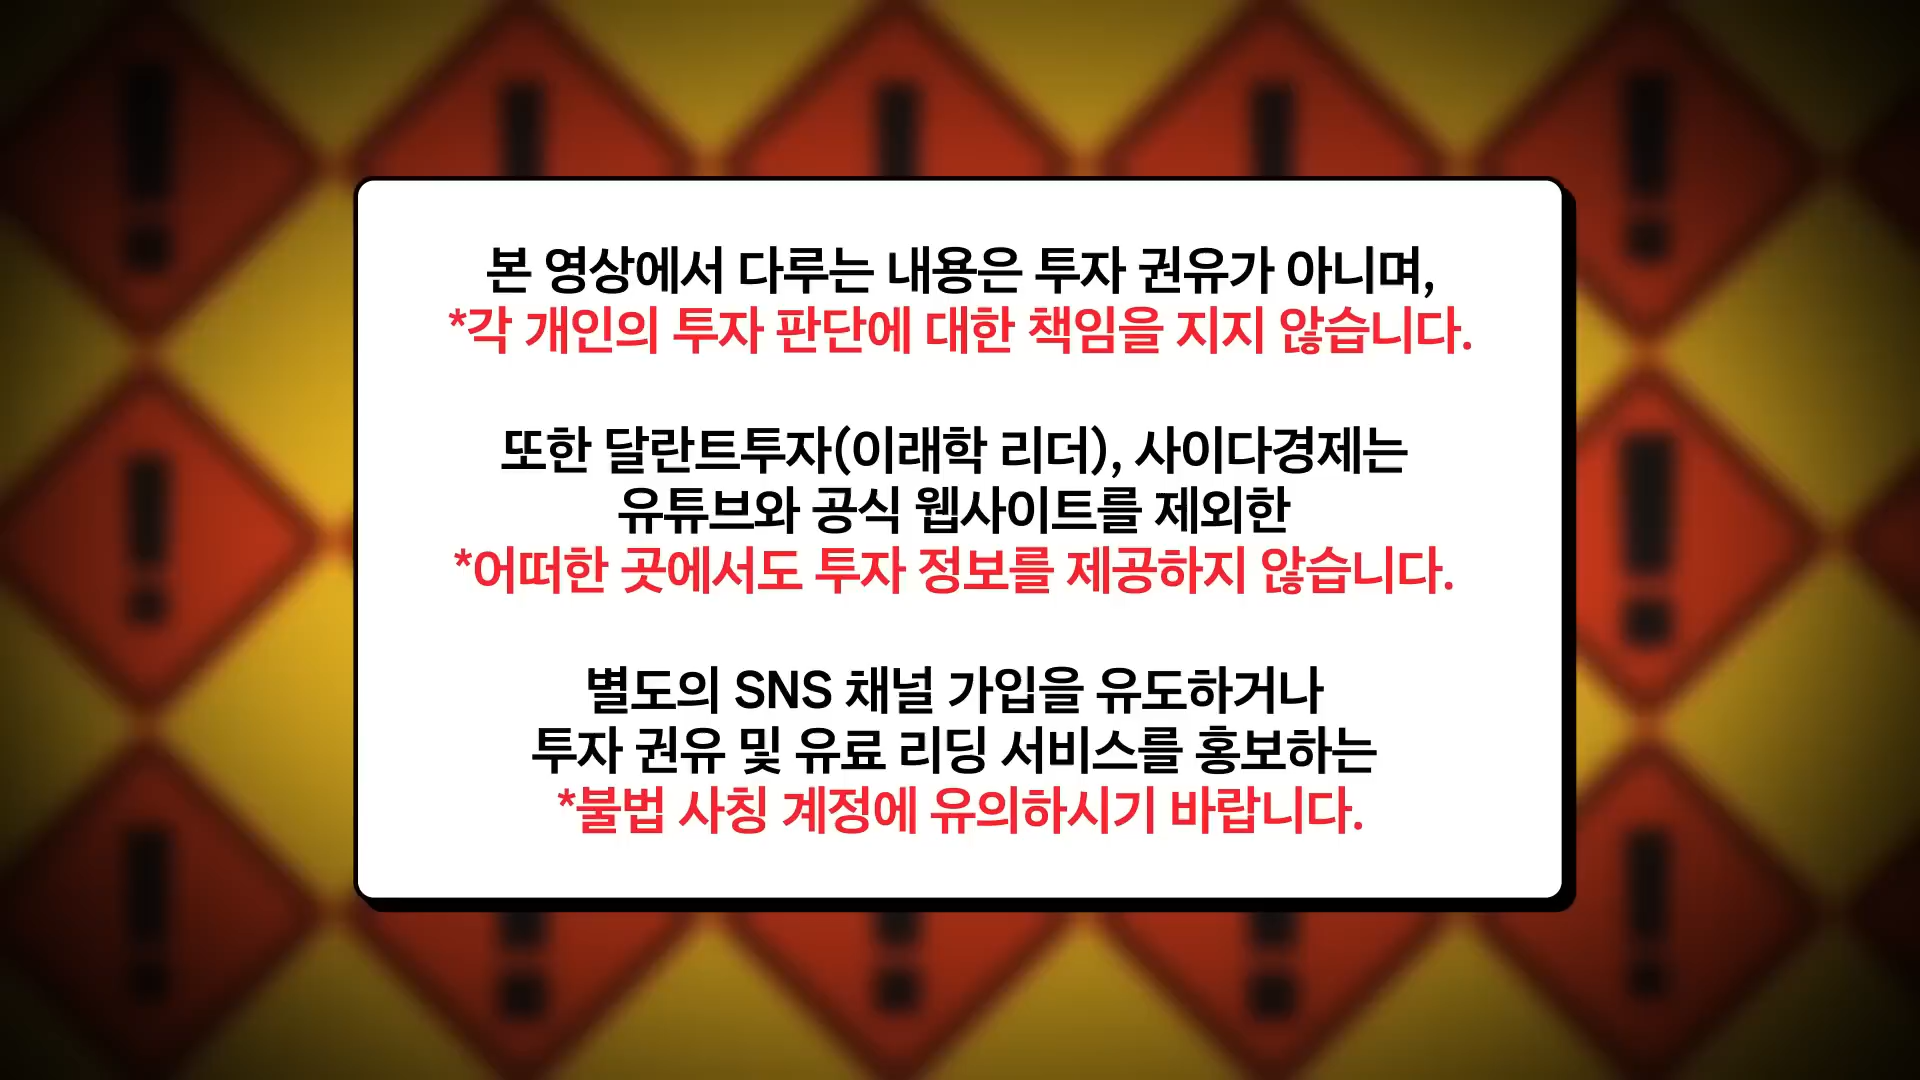 본 영상에서 다루는 내용은 투자 권유가 아니며,
*각 개인의 투자 판단에 대한 책임을 지지 않습니다.
또한 달란트투자(이래학 리더), 사이다경제는
유튜브와 공식 웹사이트를 제외한
*어떠한 곳에서도 투자 정보를 제공하지 않습니다.
별도의 SNS 채널 가입을 유도하거나
투자 권유 및 유료 리딩 서비스를 홍보하는
*불법 사칭 계정에 유의하시기 바랍니다.